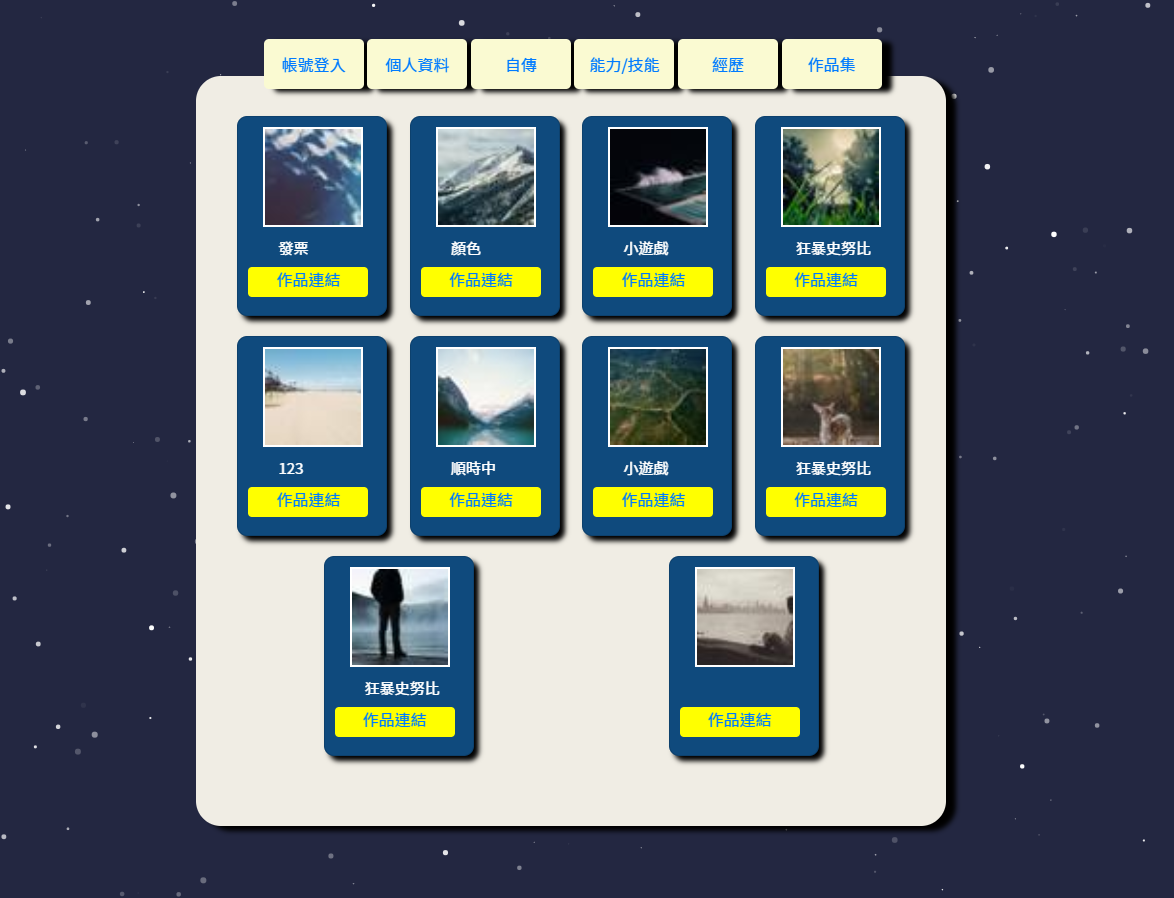 帳號登入
個人資料
自傳
能力/技能
經歷
作品集
發票
顏色
小遊戲
狂暴史努比
作品連結
作品連結
作品連結
作品連結
123
順時中
小遊戲
狂暴史努比
作品連結
作品連結
作品連結
作品連結
狂暴史努比
作品連結
作品連結